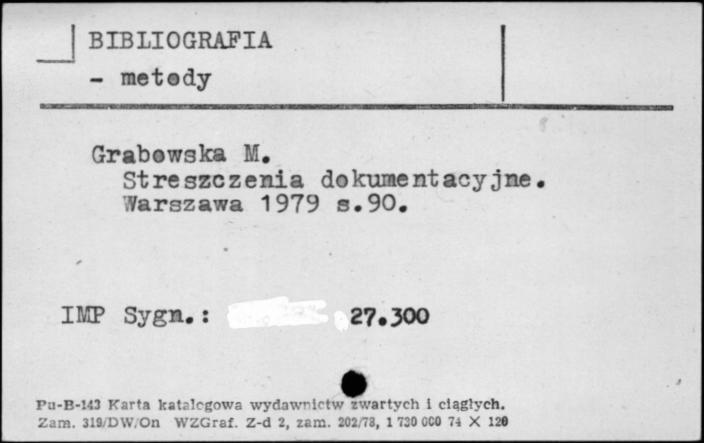 BIBLIOGRAFIA
- metody
Grabowska M.
Streszczenia dokumentacyjne.
Warszawa 1979 s.90.
IMP Sygn.: 27.300
Pu-B-143 Karta katalogowa wydawnictw zwartych i ciągłych.
Zam. 319/DW/On WZGraf. Z-d 2, zam. 202/78, 1 730 000 74 X 120